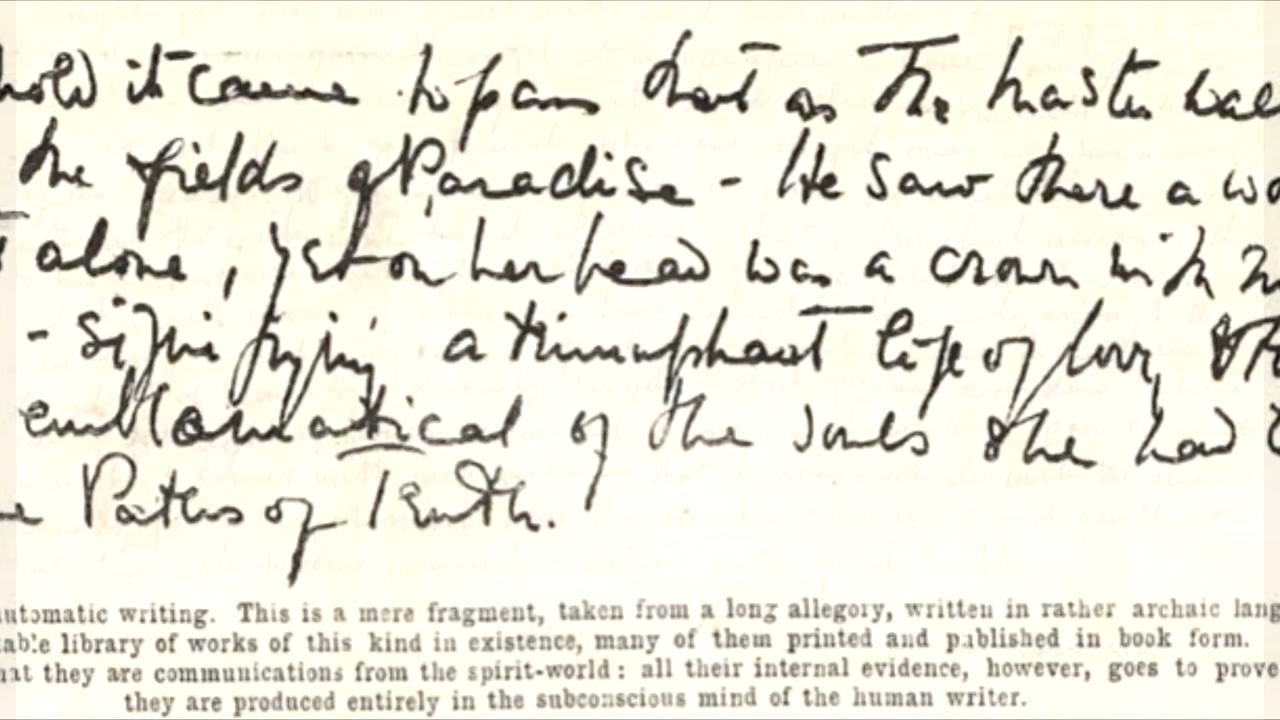 hold it came to pass that as The Master wal
the fields of Paradise - He saw there a wo
alone, yet on her head was a crown with
- signifying a triumphant life of love, & th
emblematical of the souls she had
Paths of Truth.
automatic writing. This is a mere fragment, taken from a long allegory, written in rather archaic lang
table library of works of this kind in existence, many of them printed and published in book form.
hat they are communications from the spirit-world: all their internal evidence, however, goes to prove
they are produced entirely in the subconscious mind of the human writer.